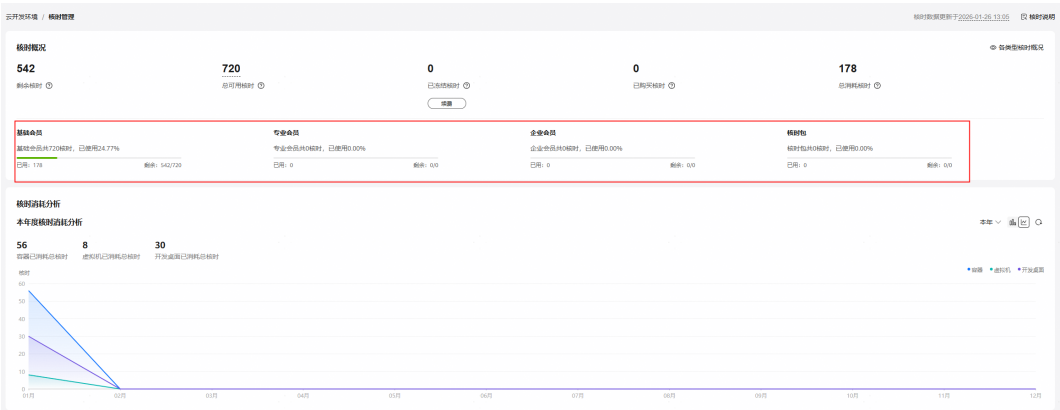 云开发环境 / 核时管理
核时数据更新于2026-01-26 13:05 核时说明
核时概况 各类型核时概况
542 720 0 0 178
剩余核时 总可用核时 已冻结核时 已购买核时 总消耗核时
基础会员 专业会员 企业会员 核时包
基础会员共720核时，已使用24.77% 专业会员共0核时，已使用0.00% 企业会员共0核时，已使用0.00% 核时包共0核时，已使用0.00%
已用：178 剩余：542/720 已用：0 剩余：0/0 已用：0 剩余：0/0 已用：0 剩余：0/0
核时消耗分析
本年度核时消耗分析 本年
56 8 30
容器已消耗总核时 虚拟机已消耗总核时 开发桌面已消耗总核时
核时 容器 虚拟机 开发桌面
60
50
40
30
20
10
0
01月 02月 03月 04月 05月 06月 07月 08月 09月 10月 11月 12月